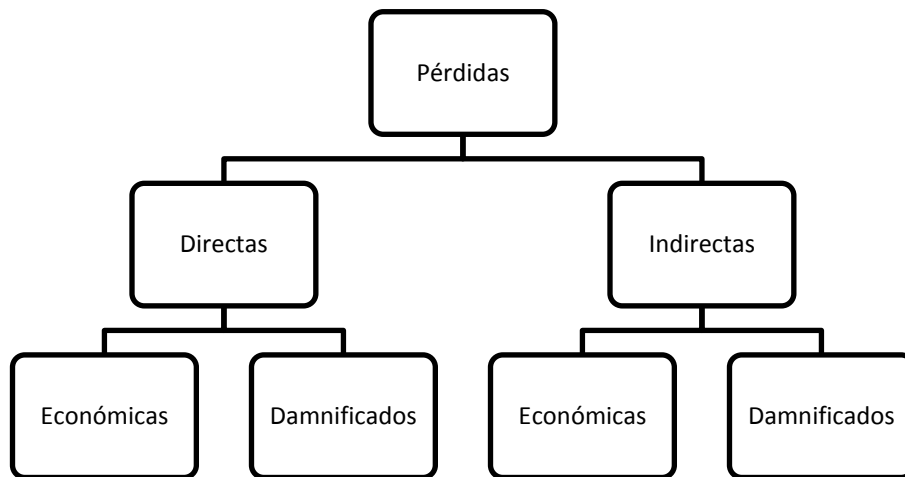 Pérdidas
Directas
Indirectas
Económicas
Damnificados
Económicas
Damnificados